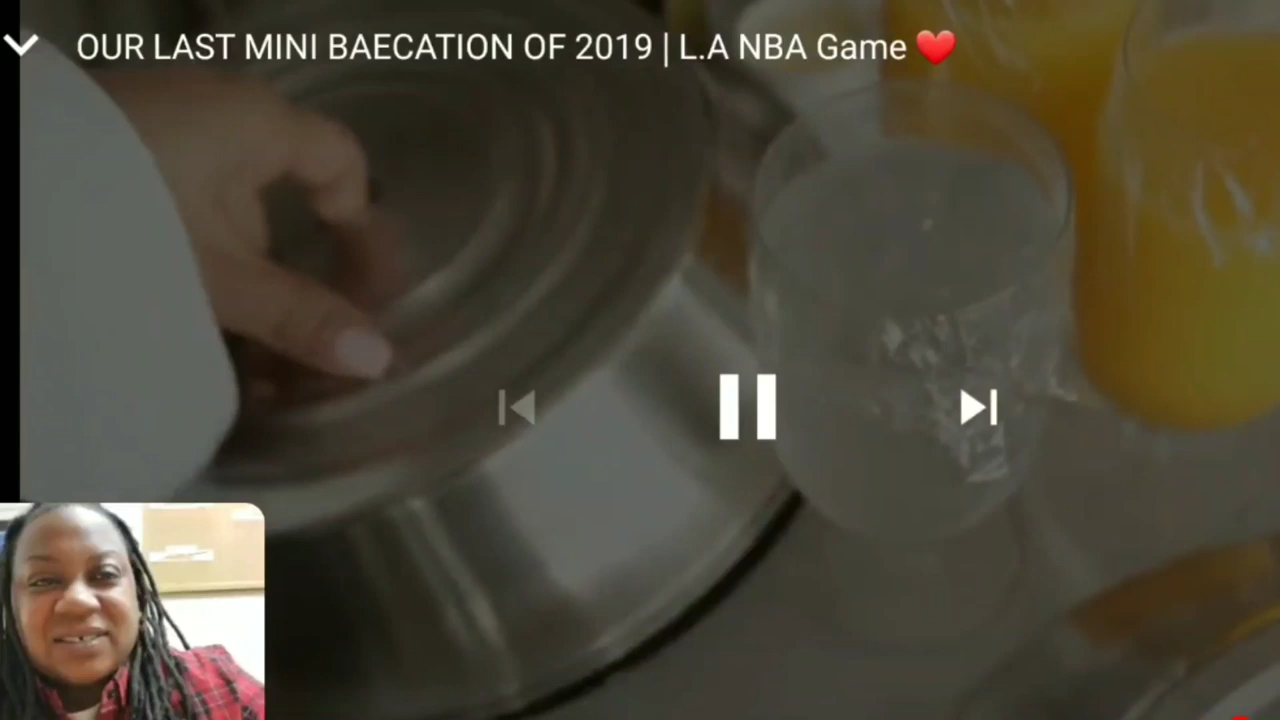 OUR LAST MINI BAECATION OF 2019 | L.A NBA Game ❤️